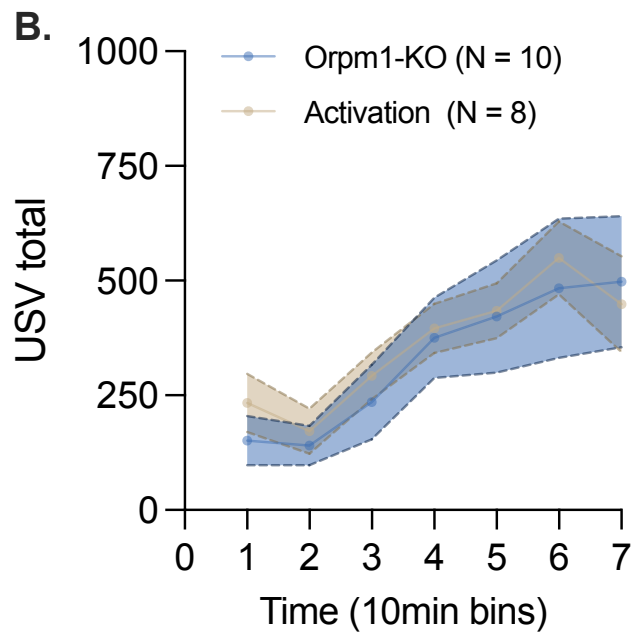 B.
Orpm1-KO (N = 10)
Activation (N = 8)
USV total
1000
750
500
250
0
0 1 2 3 4 5 6 7
Time (10min bins)